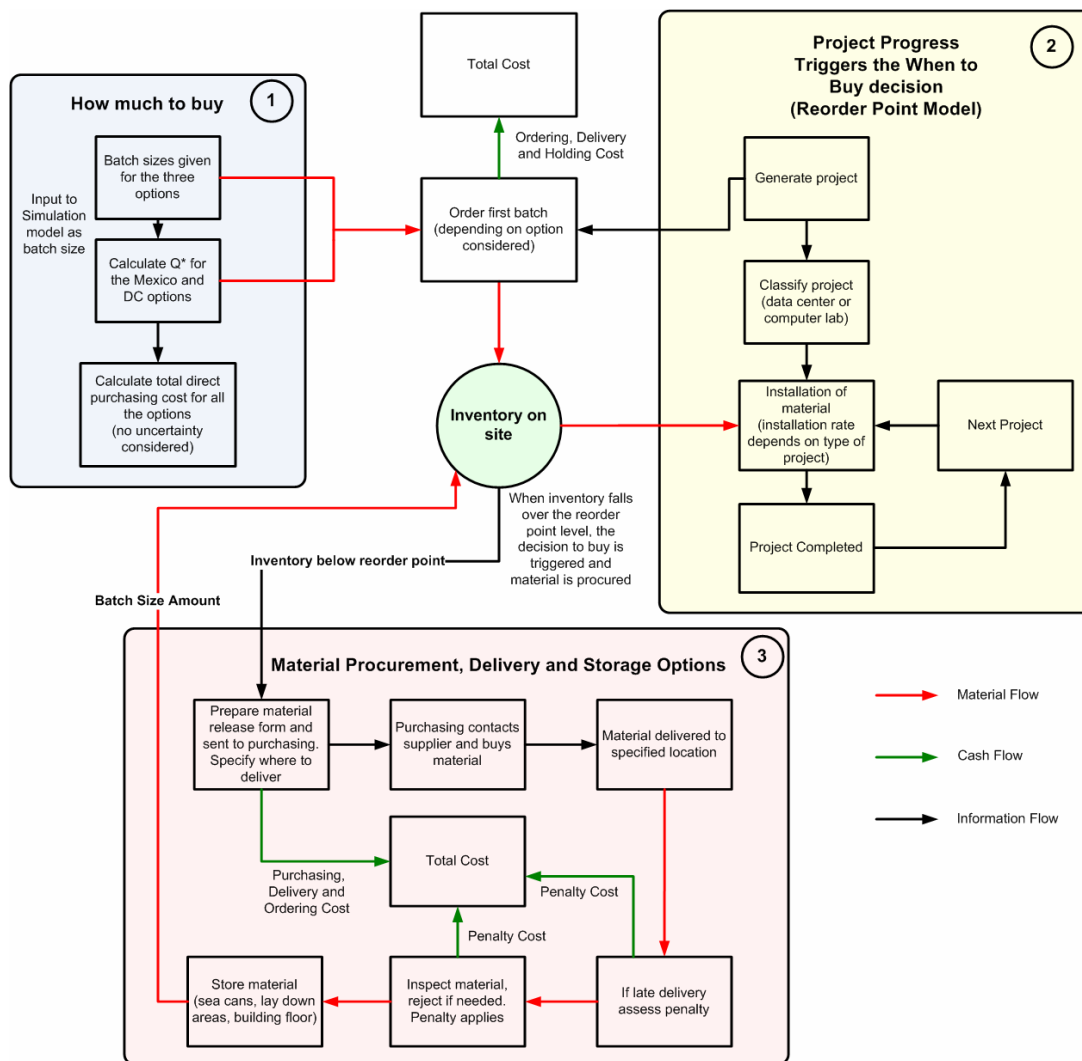 How much to buy
1
Batch sizes given
for the three
options
Input to
Simulation
model as
batch size
Calculate Q* for
the Mexico and
DC options
Calculate total direct
purchasing cost for all
the options
(no uncertainty
considered)
Total Cost
Ordering, Delivery
and Holding Cost
Order first batch
(depending on option
considered)
Inventory on
site
When inventory falls
over the reorder
point level, the
decision to buy is
triggered and
material is procured
Inventory below reorder point
Batch Size Amount
Project Progress
Triggers the When to
Buy decision
(Reorder Point Model)
2
Generate project
Classify project
(data center or
computer lab)
Installation of
material
(installation rate
depends on type of
project)
Next Project
Project Completed
Material Procurement, Delivery and Storage Options
3
Prepare material
release form and
sent to purchasing.
Specify where to
deliver
Purchasing contacts
supplier and buys
material
Material delivered to
specified location
Total Cost
Purchasing,
Delivery and
Ordering Cost
Penalty Cost
Penalty Cost
Store material
(sea cans, lay down
areas, building floor)
Inspect material,
reject if needed.
Penalty applies
If late delivery
assess penalty
Material Flow
Cash Flow
Information Flow